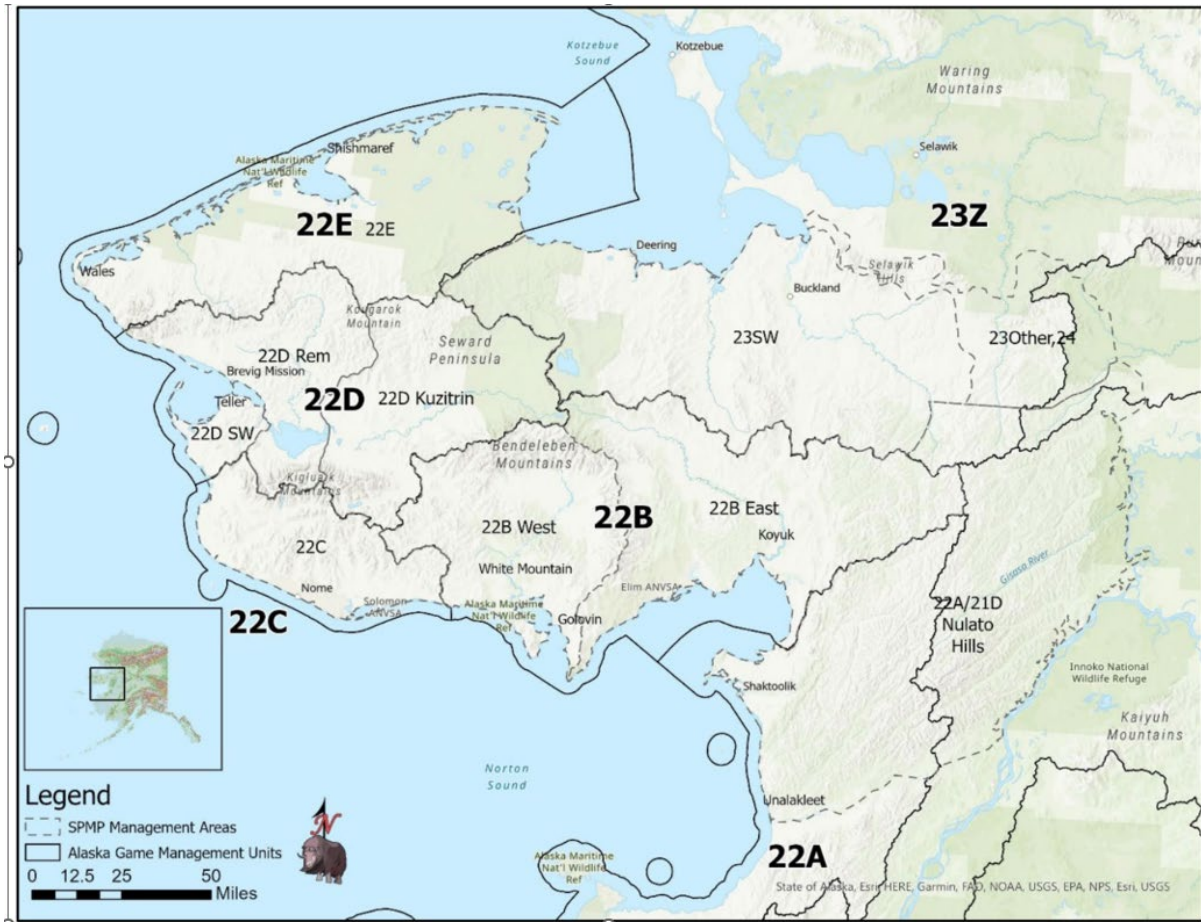 Kotzebue
Sound
Kotzebue
Waring
Mountains
Shishmaref
Selawik
Alaska Maritime
Nat'l Wildlife
Ref
22E
22E
23Z
Deering
Wales
Selawik
Hills
Buckland
Kougarok
Mountain
Seward
Peninsula
23SW
23Other,24
22D Rem
Brevig Mission
22D
22D Kuzitrin
Teller
22D SW
Bendeleben
Mountains
Kigluaik
Mountains
22B West
22B
22B East
Koyuk
22C
White Mountain
Gisasa River
Nome
Solomon
ANVSA
Elim ANVSA
22C
Alaska Maritime
Nat'l Wildlife
Ref
Golovin
22A/21D
Nulato
Hills
Shaktoolik
Innoko National
Wildlife Refuge
Kaiyuh
Mountains
Norton
Sound
Unalakleet
Legend
SPMP Management Areas
Alaska Game Management Units
0 12.5 25 50
Miles
N
Alaska Maritime
Nat'l Wildlife
Ref
22A
State of Alaska, Esri, HERE, Garmin, FAO, NOAA, USGS, EPA, NPS, Esri, USGS